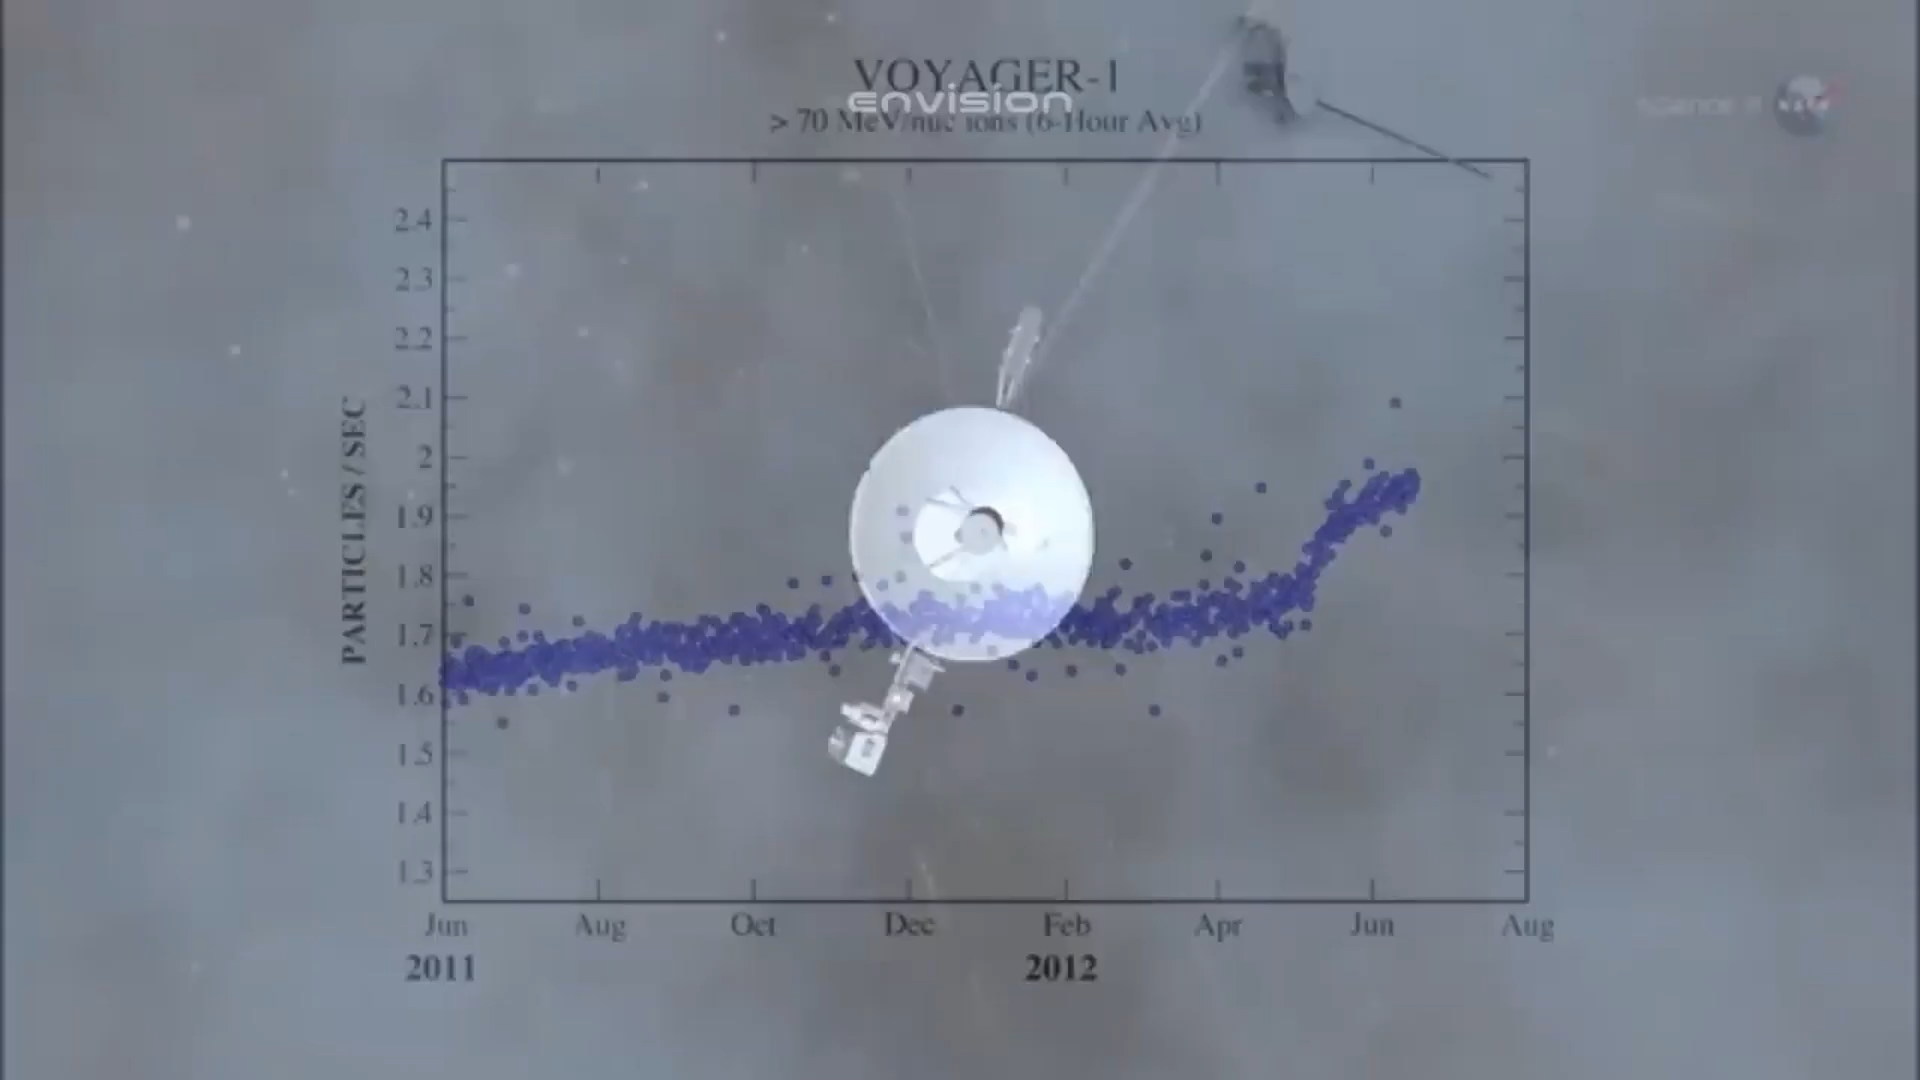 VOYAGER-1
envision
> 70 MeV/nuc ions (6-Hour Avg)
Science @ NASA
2.4
2.3
2.2
2.1
2
1.9
1.8
1.7
1.6
1.5
1.4
1.3
PARTICLES / SEC
Jun Aug Oct Dec Feb Apr Jun Aug
2011 2012